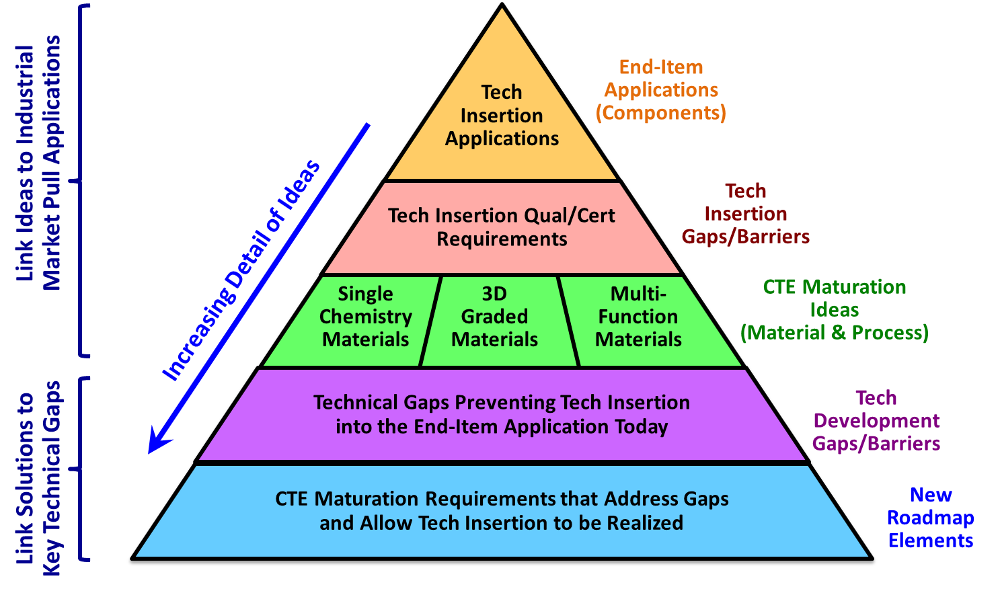 Link Ideas to Industrial
Market Pull Applications
Link Solutions to
Key Technical Gaps
Increasing Detail of Ideas
Tech
Insertion
Applications
End-Item
Applications
(Components)
Tech Insertion Qual/Cert
Requirements
Tech
Insertion
Gaps/Barriers
Single
Chemistry
Materials
3D
Graded
Materials
Multi-
Function
Materials
CTE Maturation
Ideas
(Material & Process)
Technical Gaps Preventing Tech Insertion
into the End-Item Application Today
Tech
Development
Gaps/Barriers
CTE Maturation Requirements that Address Gaps
and Allow Tech Insertion to be Realized
New
Roadmap
Elements